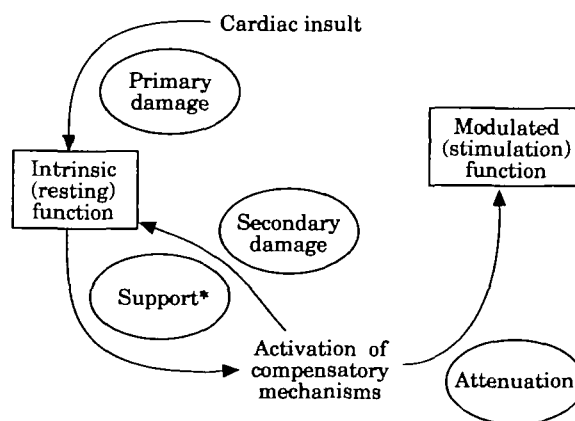 Cardiac insult
Primary
damage
Modulated
(stimulation)
function
Intrinsic
(resting)
function
Secondary
damage
Support*
Activation of
compensatory
mechanisms
Attenuation